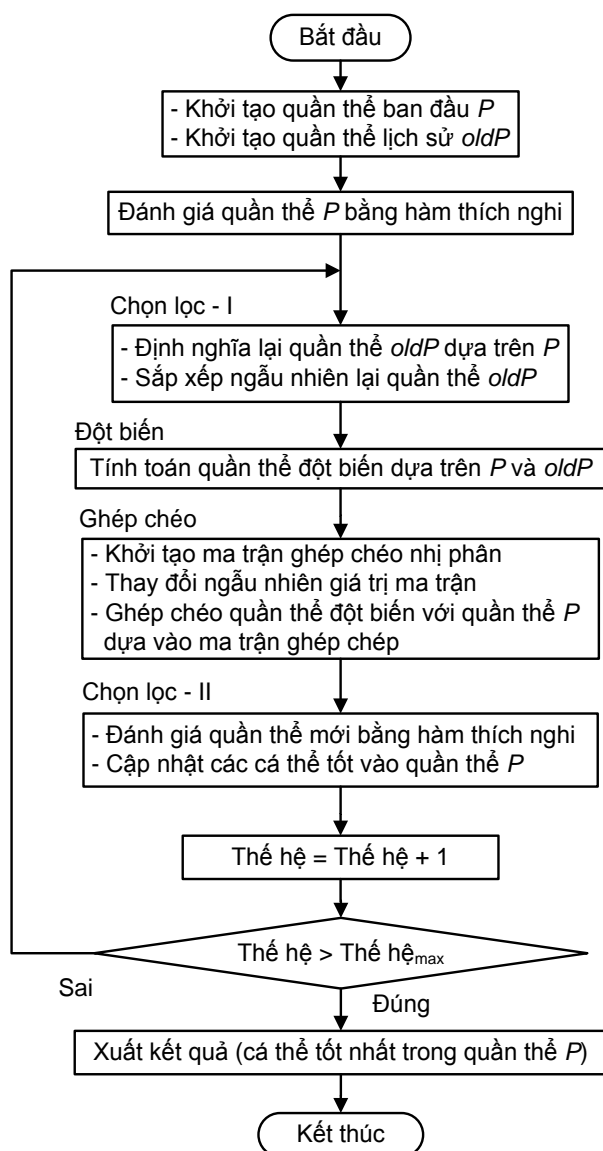 Bắt đầu
- Khởi tạo quần thể ban đầu P
- Khởi tạo quần thể lịch sử oldP
Đánh giá quần thể P bằng hàm thích nghi
Chọn lọc - I
- Định nghĩa lại quần thể oldP dựa trên P
- Sắp xếp ngẫu nhiên lại quần thể oldP
Đột biến
Tính toán quần thể đột biến dựa trên P và oldP
Ghép chéo
- Khởi tạo ma trận ghép chéo nhị phân
- Thay đổi ngẫu nhiên giá trị ma trận
- Ghép chéo quần thể đột biến với quần thể P
dựa vào ma trận ghép chép
Chọn lọc - II
- Đánh giá quần thể mới bằng hàm thích nghi
- Cập nhật các cá thể tốt vào quần thể P
Thế hệ = Thế hệ + 1
Thế hệ > Thế hệmax
Sai
Đúng
Xuất kết quả (cá thể tốt nhất trong quần thể P)
Kết thúc